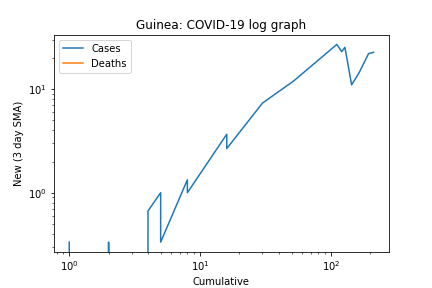 Guinea: COVID-19 log graph
Cases
Deaths
New (3 day SMA)
10¹
10⁰
10⁰ 10¹ 10²
Cumulative